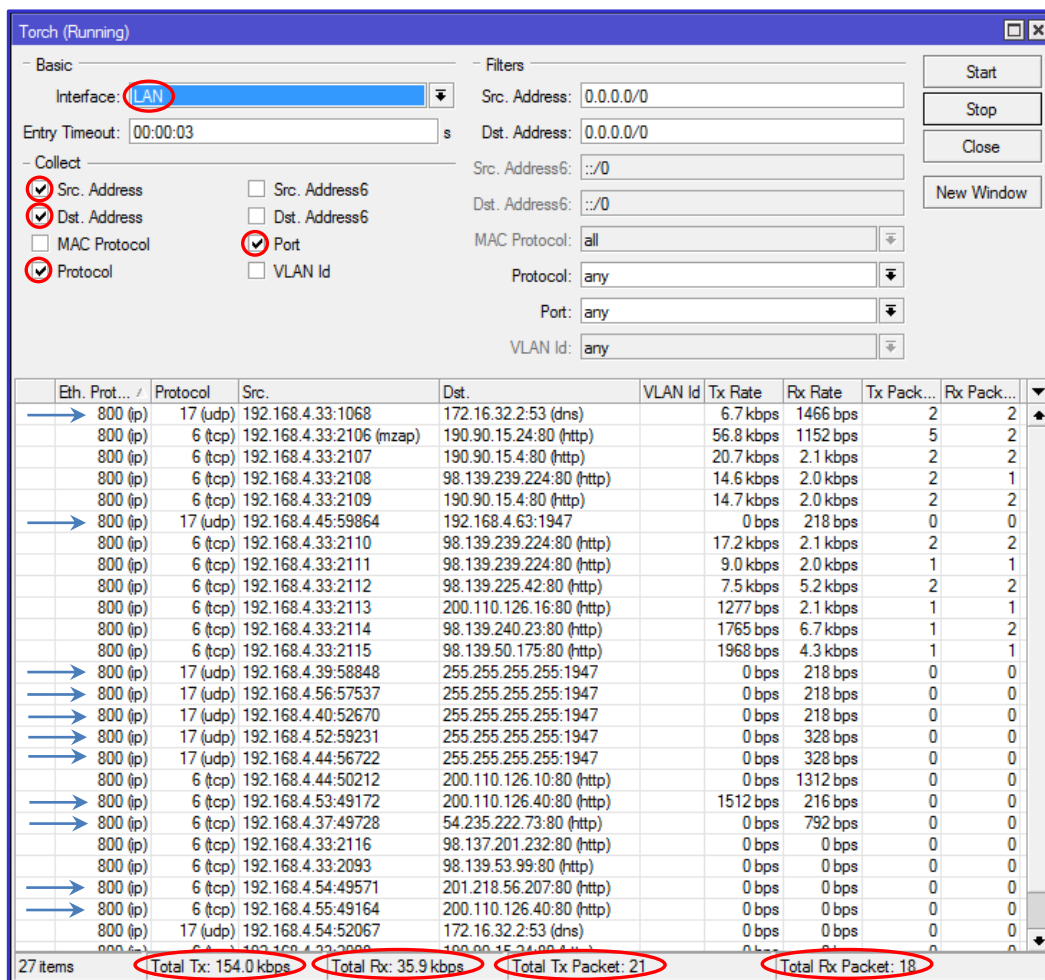 Torch (Running)
Basic
Interface: LAN
Entry Timeout: 00:00:03 s
Collect
Src. Address Src. Address6
Dst. Address Dst. Address6
MAC Protocol Port
Protocol VLAN Id
Filters
Src. Address: 0.0.0.0/0
Dst. Address: 0.0.0.0/0
Src. Address6: ::/0
Dst. Address6: ::/0
MAC Protocol: all
Protocol: any
Port: any
VLAN Id: any
Start
Stop
Close
New Window
Eth. Prot... Protocol Src. Dst. VLAN Id Tx Rate Rx Rate Tx Pack... Rx Pack...
800 (ip) 17 (udp) 192.168.4.33:1068 172.16.32.2:53 (dns) 6.7 kbps 1466 bps 2 2
800 (ip) 6 (tcp) 192.168.4.33:2106 (mzap) 190.90.15.24:80 (http) 56.8 kbps 1152 bps 5 2
800 (ip) 6 (tcp) 192.168.4.33:2107 190.90.15.4:80 (http) 20.7 kbps 2.1 kbps 2 2
800 (ip) 6 (tcp) 192.168.4.33:2108 98.139.239.224:80 (http) 14.6 kbps 2.0 kbps 2 1
800 (ip) 6 (tcp) 192.168.4.33:2109 190.90.15.4:80 (http) 14.7 kbps 2.0 kbps 2 2
800 (ip) 17 (udp) 192.168.4.45:59864 192.168.4.63:1947 0 bps 218 bps 0 0
800 (ip) 6 (tcp) 192.168.4.33:2110 98.139.239.224:80 (http) 17.2 kbps 2.1 kbps 2 2
800 (ip) 6 (tcp) 192.168.4.33:2111 98.139.239.224:80 (http) 9.0 kbps 2.0 kbps 1 1
800 (ip) 6 (tcp) 192.168.4.33:2112 98.139.225.42:80 (http) 7.5 kbps 5.2 kbps 2 2
800 (ip) 6 (tcp) 192.168.4.33:2113 200.110.126.16:80 (http) 1277 bps 2.1 kbps 1 1
800 (ip) 6 (tcp) 192.168.4.33:2114 98.139.240.23:80 (http) 1765 bps 6.7 kbps 1 2
800 (ip) 6 (tcp) 192.168.4.33:2115 98.139.50.175:80 (http) 1968 bps 4.3 kbps 1 1
800 (ip) 17 (udp) 192.168.4.39:58848 255.255.255.255:1947 0 bps 218 bps 0 0
800 (ip) 17 (udp) 192.168.4.56:57537 255.255.255.255:1947 0 bps 218 bps 0 0
800 (ip) 17 (udp) 192.168.4.40:52670 255.255.255.255:1947 0 bps 218 bps 0 0
800 (ip) 17 (udp) 192.168.4.52:59231 255.255.255.255:1947 0 bps 328 bps 0 0
800 (ip) 17 (udp) 192.168.4.44:56722 255.255.255.255:1947 0 bps 328 bps 0 0
800 (ip) 6 (tcp) 192.168.4.44:50212 200.110.126.10:80 (http) 0 bps 1312 bps 0 0
800 (ip) 6 (tcp) 192.168.4.53:49172 200.110.126.40:80 (http) 1512 bps 216 bps 0 0
800 (ip) 6 (tcp) 192.168.4.37:49728 54.235.222.73:80 (http) 0 bps 792 bps 0 0
800 (ip) 6 (tcp) 192.168.4.33:2116 98.137.201.232:80 (http) 0 bps 0 bps 0 0
800 (ip) 6 (tcp) 192.168.4.33:2093 98.139.53.99:80 (http) 0 bps 0 bps 0 0
800 (ip) 6 (tcp) 192.168.4.54:49571 201.218.56.207:80 (http) 0 bps 0 bps 0 0
800 (ip) 6 (tcp) 192.168.4.55:49164 200.110.126.40:80 (http) 0 bps 0 bps 0 0
800 (ip) 17 (udp) 192.168.4.54:52067 172.16.32.2:53 (dns) 0 bps 0 bps 0 0
27 items Total Tx: 154.0 kbps Total Rx: 35.9 kbps Total Tx Packet: 21 Total Rx Packet: 18